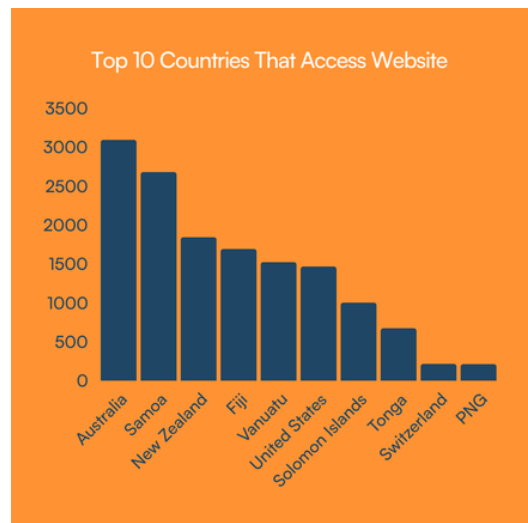 Top 10 Countries That Access Website
3500
3000
2500
2000
1500
1000
500
0
Australia
Samoa
New Zealand
Fiji
Vanuatu
United States
Solomon Islands
Tonga
Switzerland
PNG